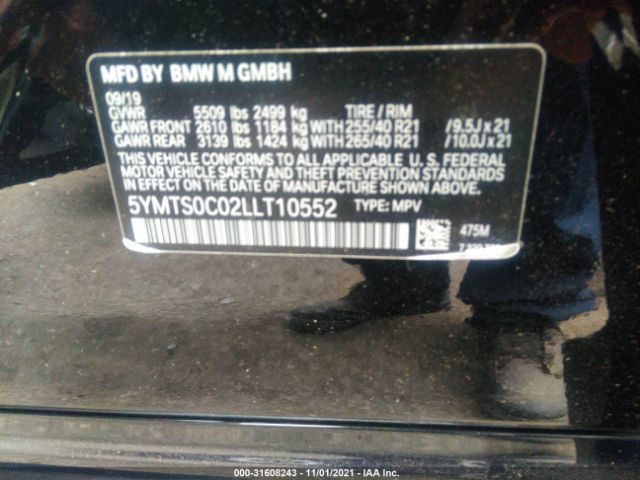 MFD BY BMW M GMBH
09/19
GVWR 5509 lbs 2499 kg TIRE / RIM
GAWR FRONT 2610 lbs 1184 kg WITH 255/40 R21 /9.5J x 21
GAWR REAR 3139 lbs 1424 kg WITH 265/40 R21 /10.0J x 21
THIS VEHICLE CONFORMS TO ALL APPLICABLE U. S. FEDERAL
MOTOR VEHICLE SAFETY AND THEFT PREVENTION STANDARDS
IN EFFECT ON THE DATE OF MANUFACTURE SHOWN ABOVE.
5YMTS0C02LLT10552 TYPE: MPV
475M
000-31608243 - 11/01/2021 - IAA Inc.